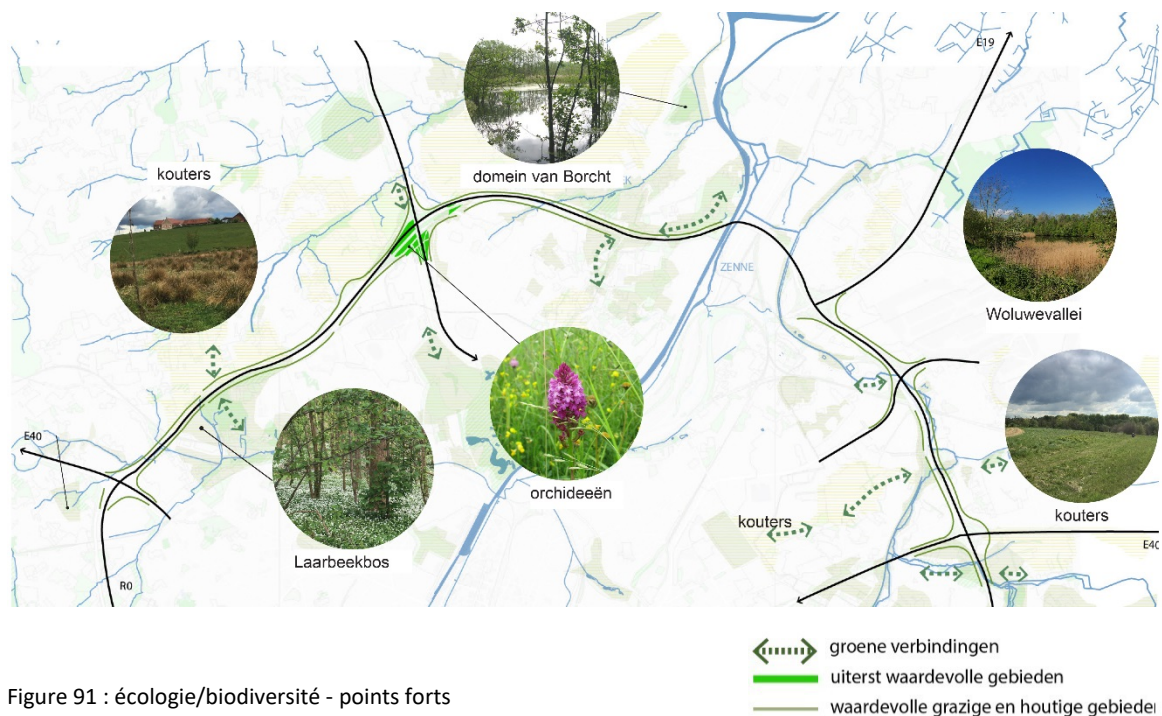 E19
kouters
domein van Borcht
K
ZENNE
Woluwevallei
E40
orchideeën
kouters
kouters
Laarbeekbos
E40
R0
groene verbindingen
uiterst waardevolle gebieden
waardevolle grazige en houtige gebieden
Figure 91 : écologie/biodiversité - points forts